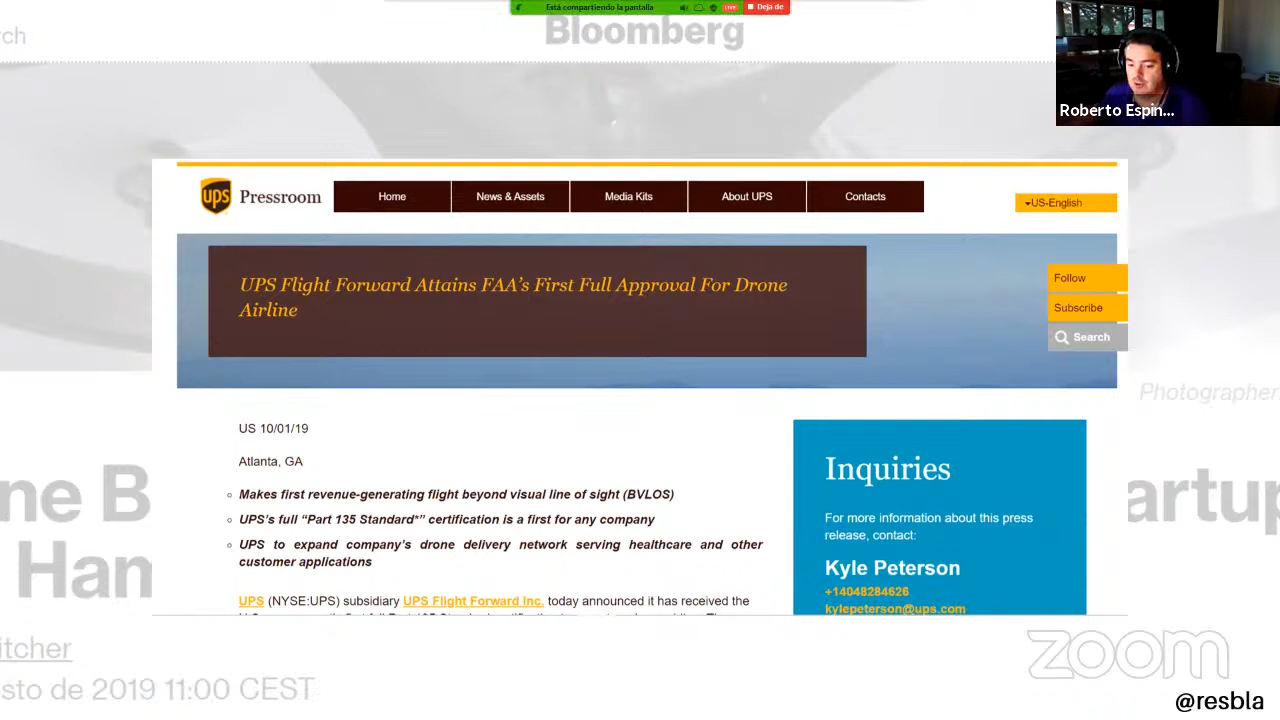 Está compartiendo la pantalla
LIVE
Deja de
rch
Bloomberg
Roberto Espin...
ups
Pressroom
Home
News & Assets
Media Kits
About UPS
Contacts
US-English
UPS Flight Forward Attains FAA's First Full Approval For Drone
Airline
Follow
Subscribe
Search
Photographer
US 10/01/19
Atlanta, GA
Makes first revenue-generating flight beyond visual line of sight (BVLOS)
UPS's full “Part 135 Standard*” certification is a first for any company
UPS to expand company's drone delivery network serving healthcare and other
customer applications
UPS (NYSE:UPS) subsidiary UPS Flight Forward Inc. today announced it has received the
Inquiries
For more information about this press
release, contact:
Kyle Peterson
+14048284626
kylepeterson@ups.com
ne B
artup
Han
itcher
sto de 2019 11:00 CEST
zoom
@resbla